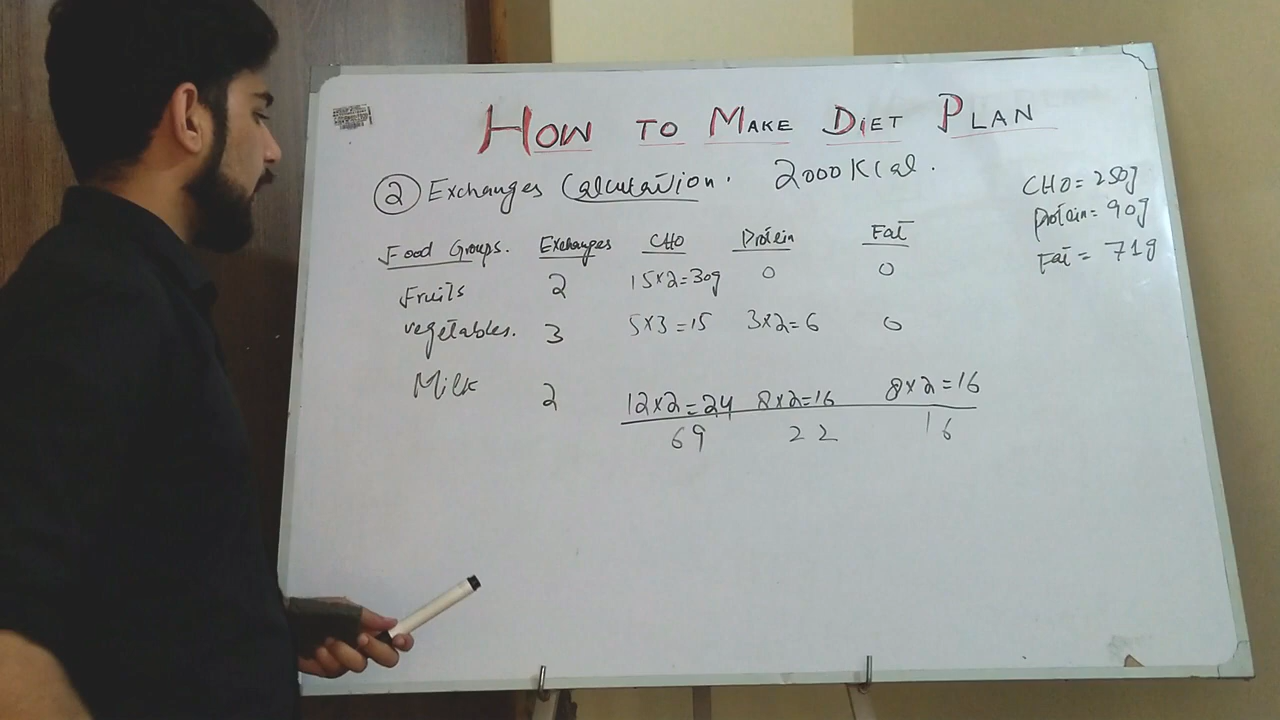 HOW TO MAKE DIET PLAN
② Exchanges Calculation. 2000 Kcal.
CHO = 250g
Protein = 90g
Fat = 71g
Food Groups. Exchanges CHO Protein Fat
Fruits 2 15×2=30g 0 0
vegetables. 3 5×3=15 3×2=6 0
Milk 2 12×2=24 8×2=16 8×2=16
69 22 16